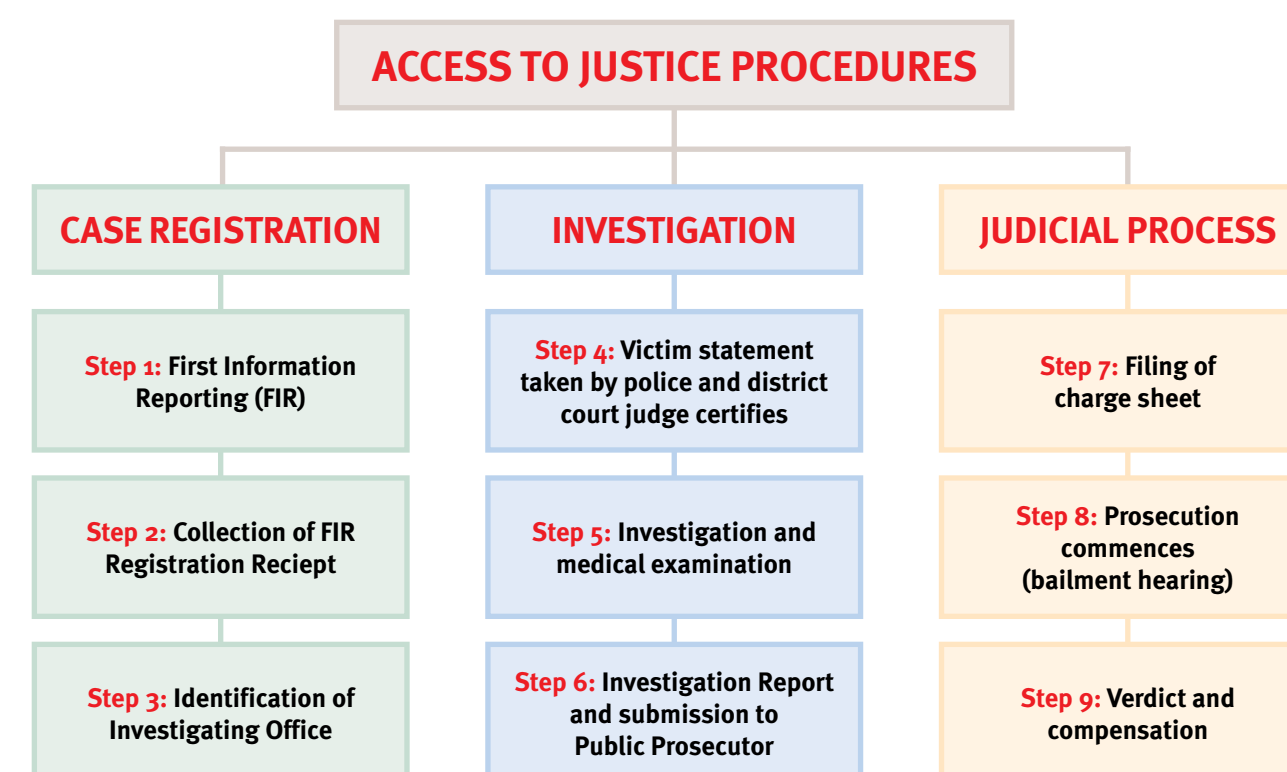 ACCESS TO JUSTICE PROCEDURES
CASE REGISTRATION
Step 1: First Information
Reporting (FIR)
Step 2: Collection of FIR
Registration Reciept
Step 3: Identification of
Investigating Office
INVESTIGATION
Step 4: Victim statement
taken by police and district
court judge certifies
Step 5: Investigation and
medical examination
Step 6: Investigation Report
and submission to
Public Prosecutor
JUDICIAL PROCESS
Step 7: Filing of
charge sheet
Step 8: Prosecution
commences
(bailment hearing)
Step 9: Verdict and
compensation